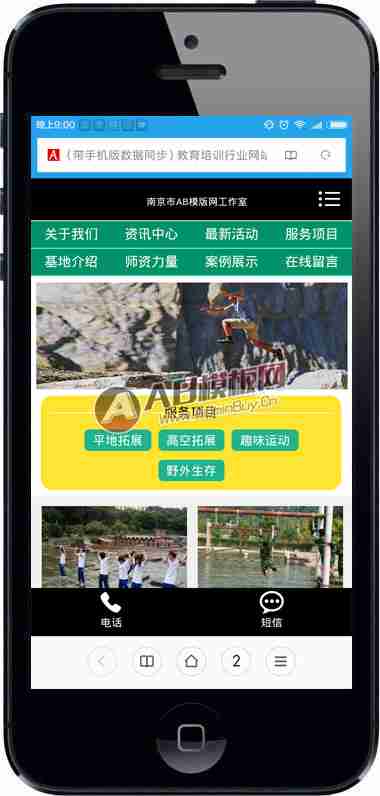 晚上9:00
A（带手机版数据同步）教育培训行业网站
南京市AB模版网工作室
关于我们 资讯中心 最新活动 服务项目
基地介绍 师资力量 案例展示 在线留言
AB模板网
服务项目
平地拓展 高空拓展 趣味运动
野外生存
电话 短信
2